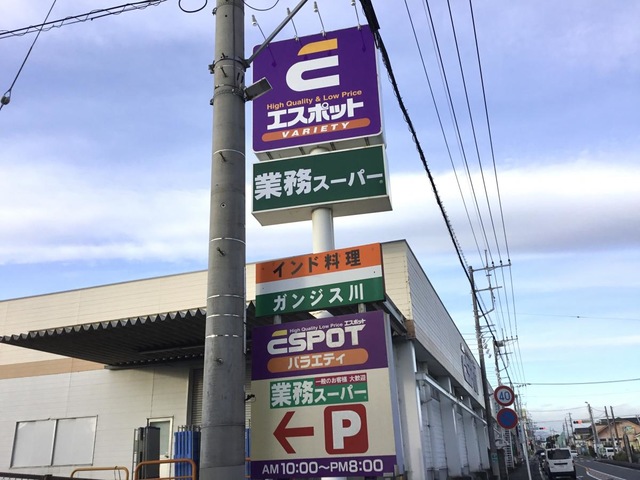 High Quality & Low Price
エスポット
VARIETY
業務スーパー
インド料理
ガンジス川
High Quality Low Price エスポット
ESPOT
バラエティ
一般のお客様 大歓迎
業務スーパー
P
AM10:00~PM8:00
40